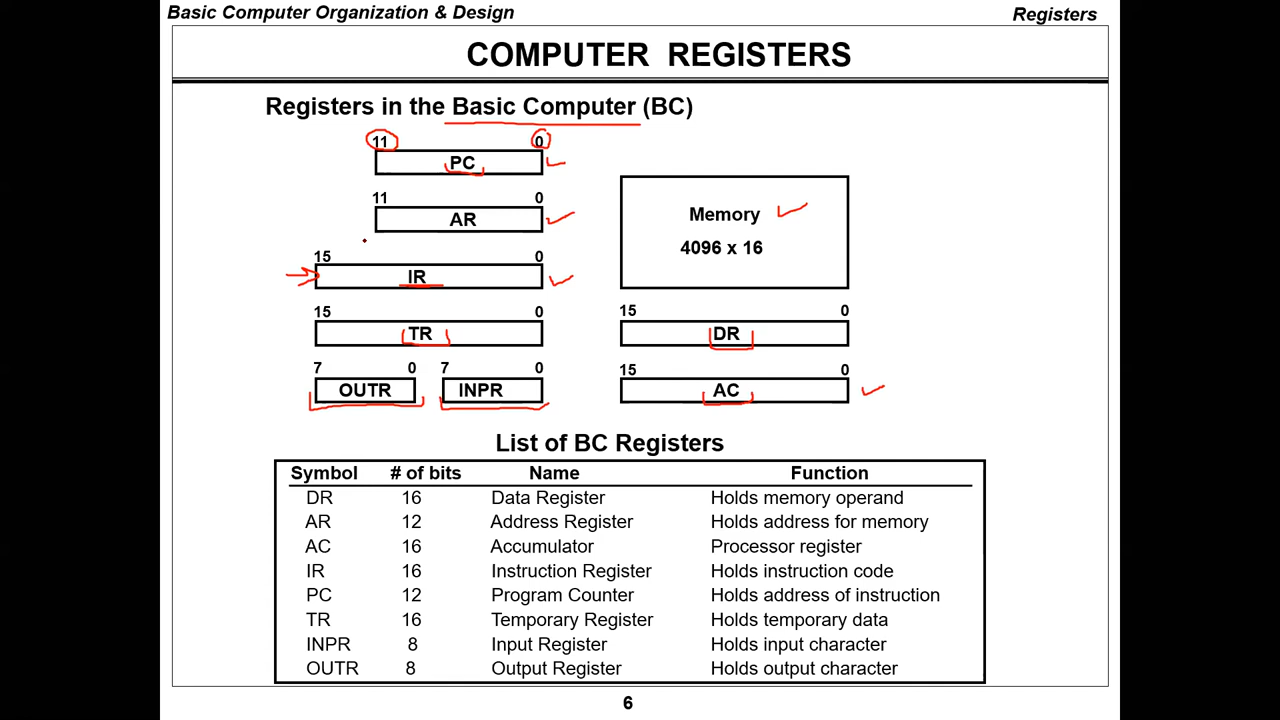 Basic Computer Organization & Design
Registers
COMPUTER REGISTERS
Registers in the Basic Computer (BC)
11 0
PC
11 0
AR
Memory
4096 x 16
15 0
IR
15 0
TR
15 0
DR
7 0
OUTR
7 0
INPR
15 0
AC
List of BC Registers
Symbol # of bits Name Function
DR 16 Data Register Holds memory operand
AR 12 Address Register Holds address for memory
AC 16 Accumulator Processor register
IR 16 Instruction Register Holds instruction code
PC 12 Program Counter Holds address of instruction
TR 16 Temporary Register Holds temporary data
INPR 8 Input Register Holds input character
OUTR 8 Output Register Holds output character
6